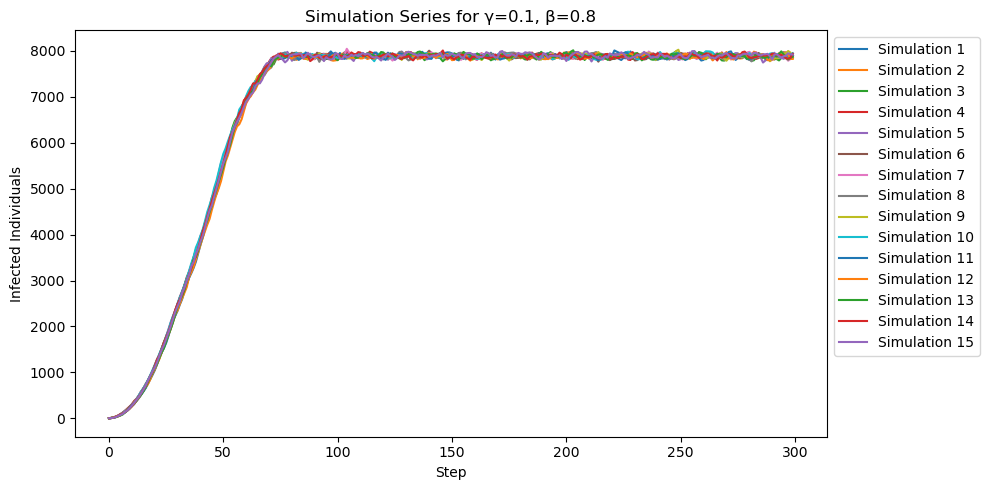 Simulation Series for γ=0.1, β=0.8
Infected Individuals
8000
7000
6000
5000
4000
3000
2000
1000
0
0 50 100 150 200 250 300
Step
Simulation 1
Simulation 2
Simulation 3
Simulation 4
Simulation 5
Simulation 6
Simulation 7
Simulation 8
Simulation 9
Simulation 10
Simulation 11
Simulation 12
Simulation 13
Simulation 14
Simulation 15